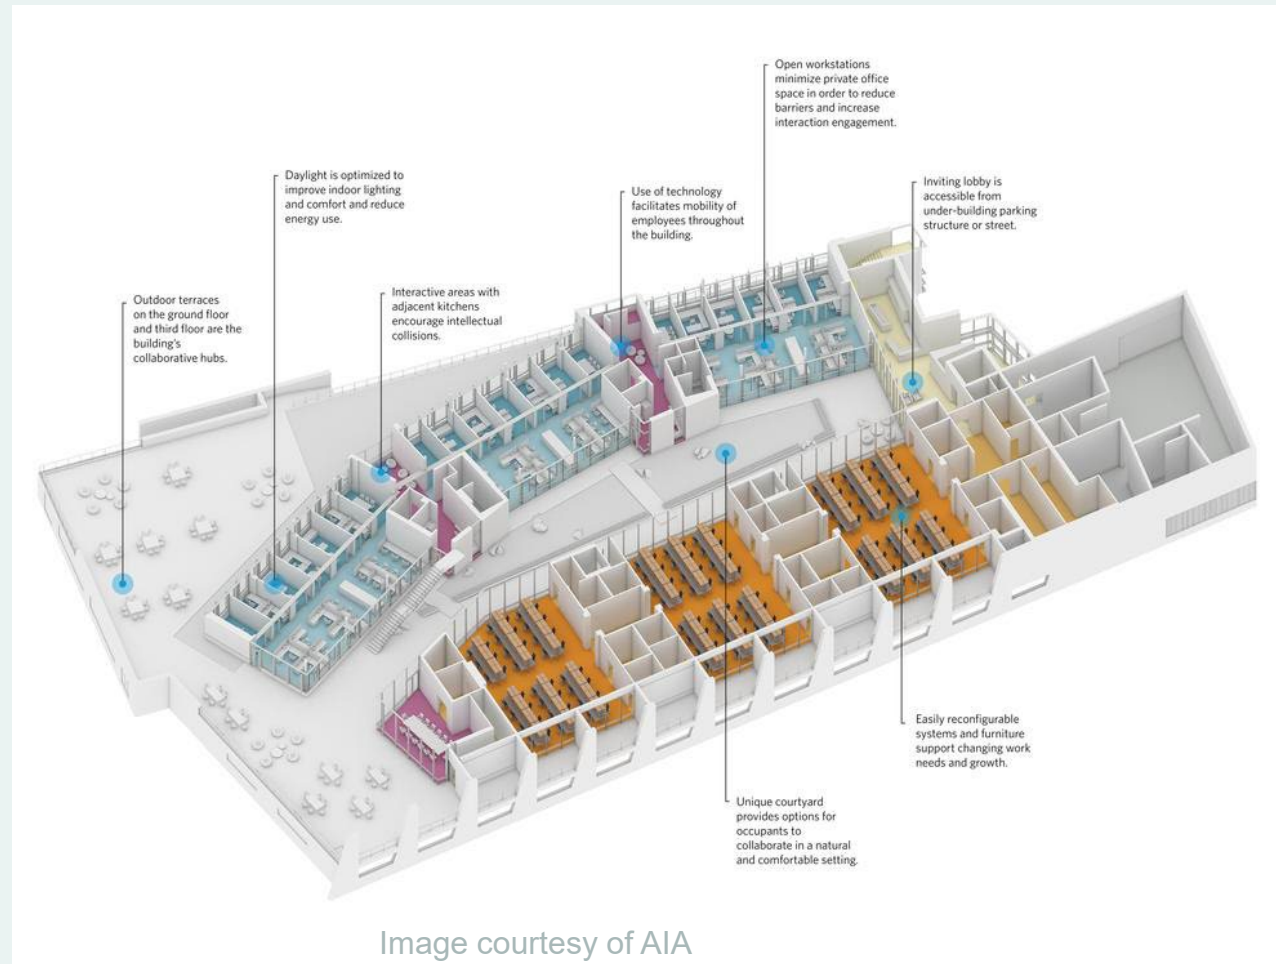 Open workstations
minimize private office
space in order to reduce
barriers and increase
interaction engagement.
Daylight is optimized to
improve indoor lighting
and comfort and reduce
energy use.
Use of technology
facilitates mobility of
employees throughout
the building.
Inviting lobby is
accessible from
under-building parking
structure or street.
Outdoor terraces
on the ground floor
and third floor are the
building's
collaborative hubs.
Interactive areas with
adjacent kitchens
encourage intellectual
collisions.
Easily reconfigurable
systems and furniture
support changing work
needs and growth.
Unique courtyard
provides options for
occupants to
collaborate in a natural
and comfortable setting.
Image courtesy of AIA